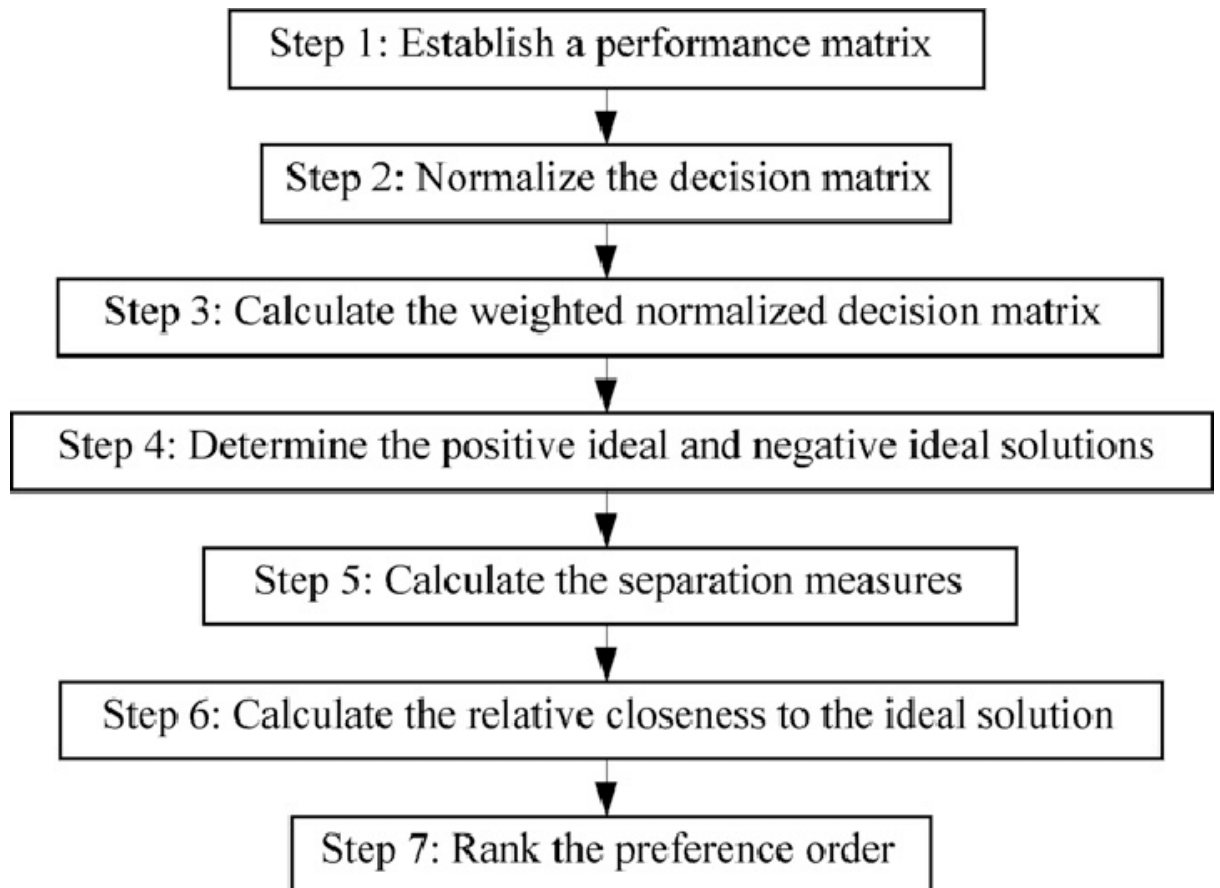 Step 1: Establish a performance matrix
Step 2: Normalize the decision matrix
Step 3: Calculate the weighted normalized decision matrix
Step 4: Determine the positive ideal and negative ideal solutions
Step 5: Calculate the separation measures
Step 6: Calculate the relative closeness to the ideal solution
Step 7: Rank the preference order